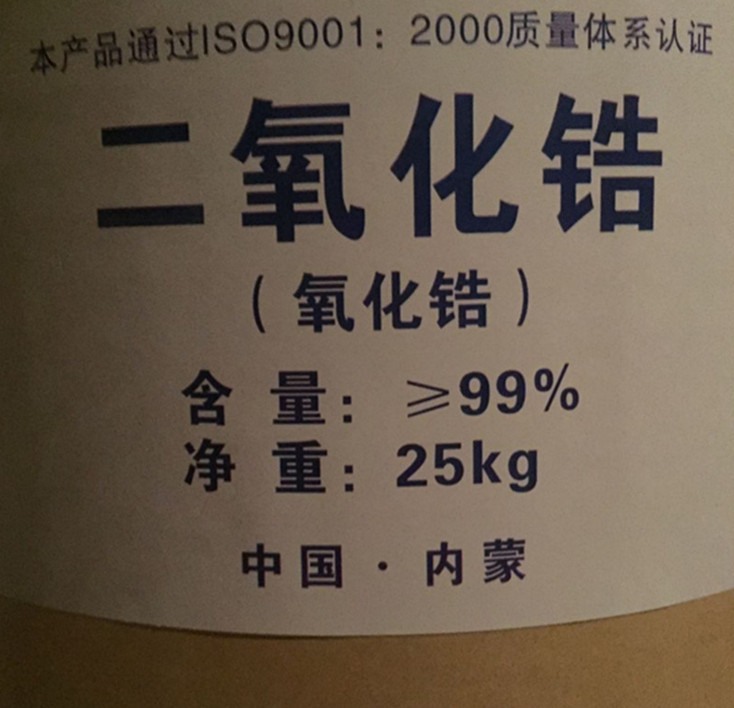 本产品通过ISO9001：2000质量体系认证
二氧化锆
（氧化锆）
含 量：≥99%
净 重：25kg
中国·内蒙